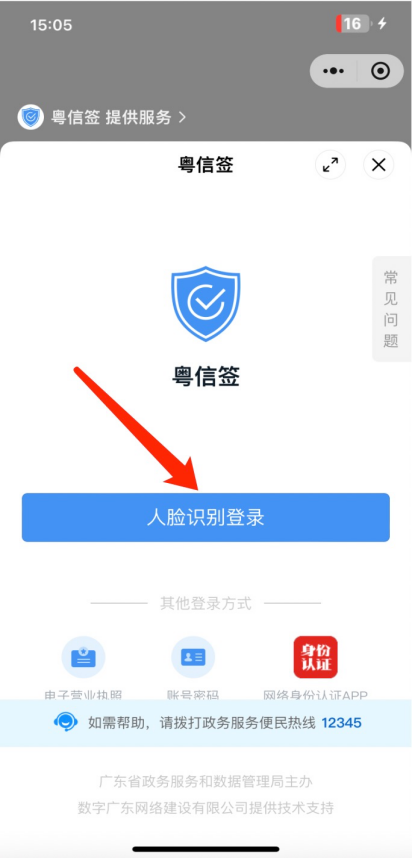 15:05
16
粤信签 提供服务
粤信签
常见问题
粤信签
人脸识别登录
其他登录方式
身份认证
电子营业执照
账号密码
网络身份认证APP
如需帮助，请拨打政务服务便民热线 12345
广东省政务服务和数据管理局主办
数字广东网络建设有限公司提供技术支持